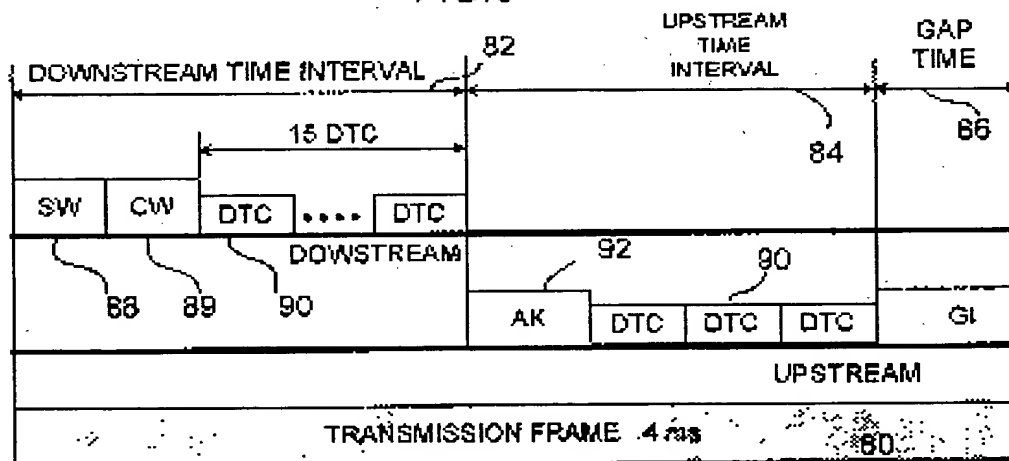 UPSTREAM
TIME
INTERVAL
GAP
TIME
82
DOWNSTREAM TIME INTERVAL
15 DTC
84
86
SW CW DTC .... DTC
DOWSTREAM
92
90
88
89
90
AK DTC DTC DTC GI
UPSTREAM
TRANSMISSION FRAME 4 ms
80